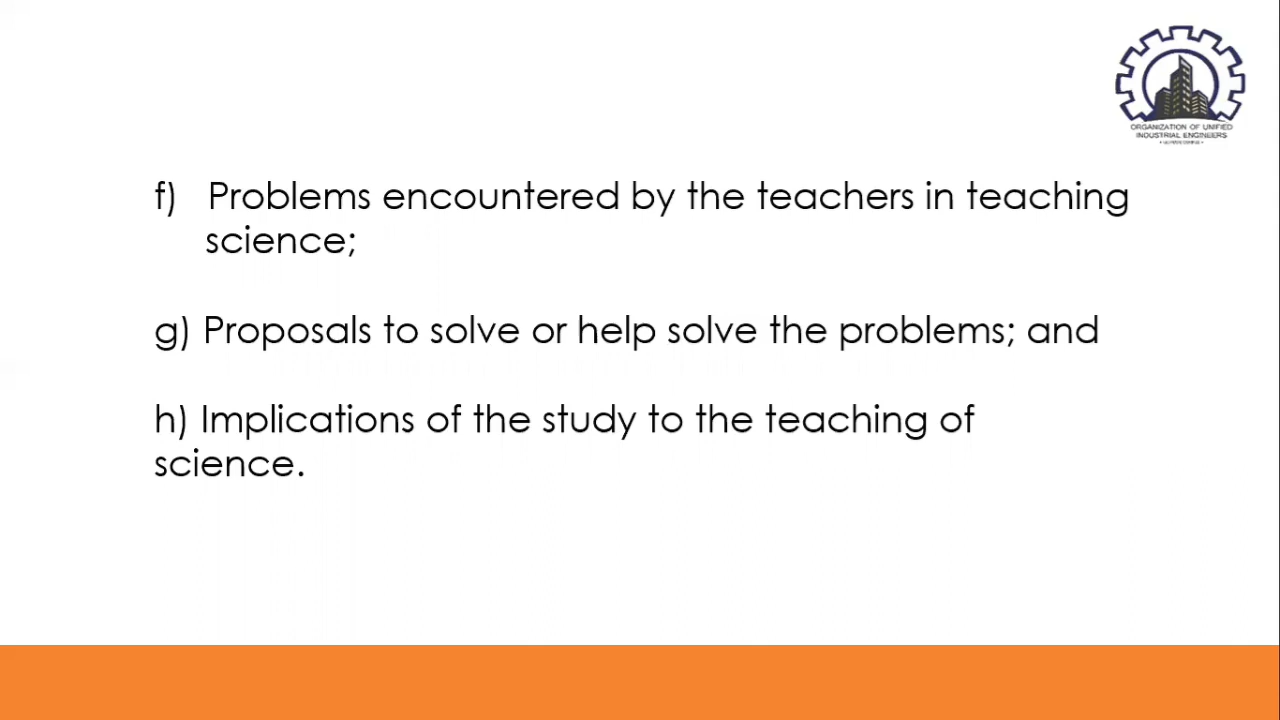 ORGANIZATION OF UNIFIED
INDUSTRIAL ENGINEERS
f) Problems encountered by the teachers in teaching
science;
g) Proposals to solve or help solve the problems; and
h) Implications of the study to the teaching of
science.